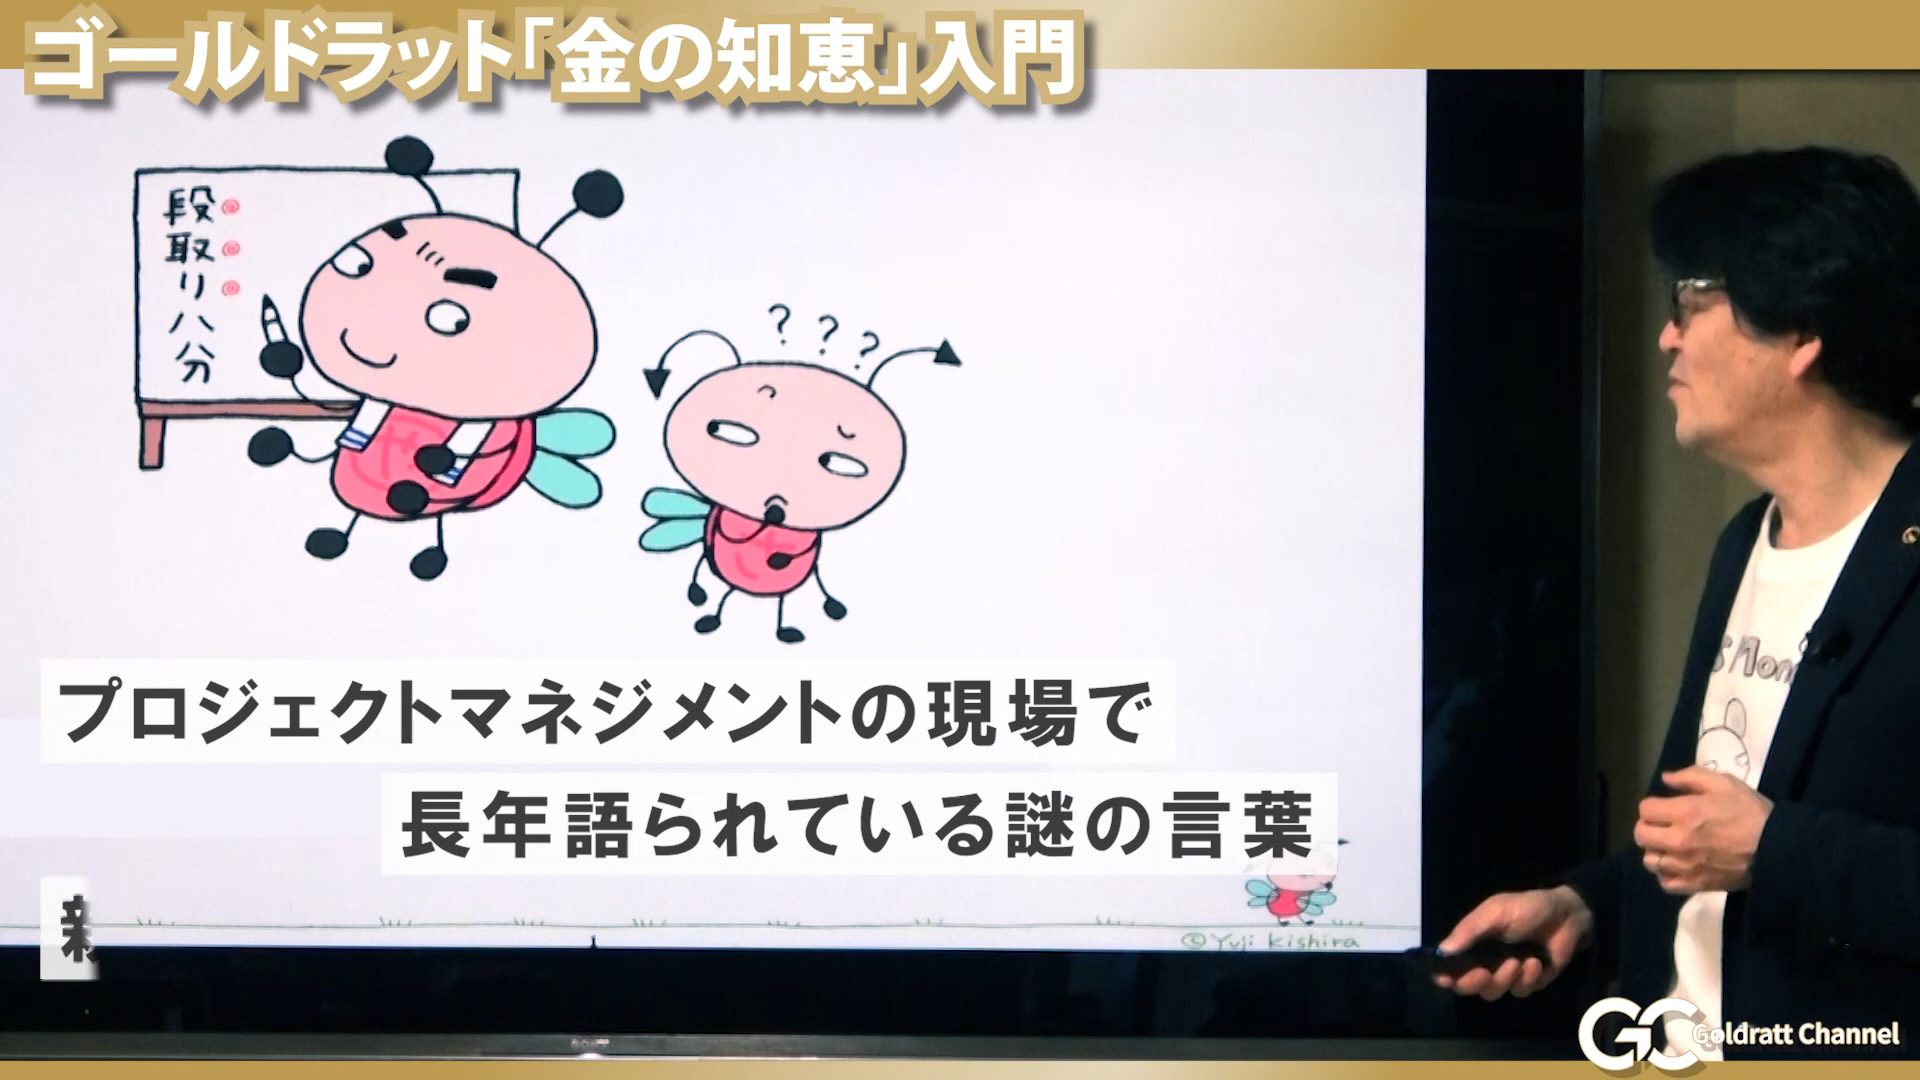 ゴールドラット「金の知恵」入門
段取り八分
? ? ?
プロジェクトマネジメントの現場で
長年語られている謎の言葉
©Yuji Kishira
SONY
Goldratt Channel
GC